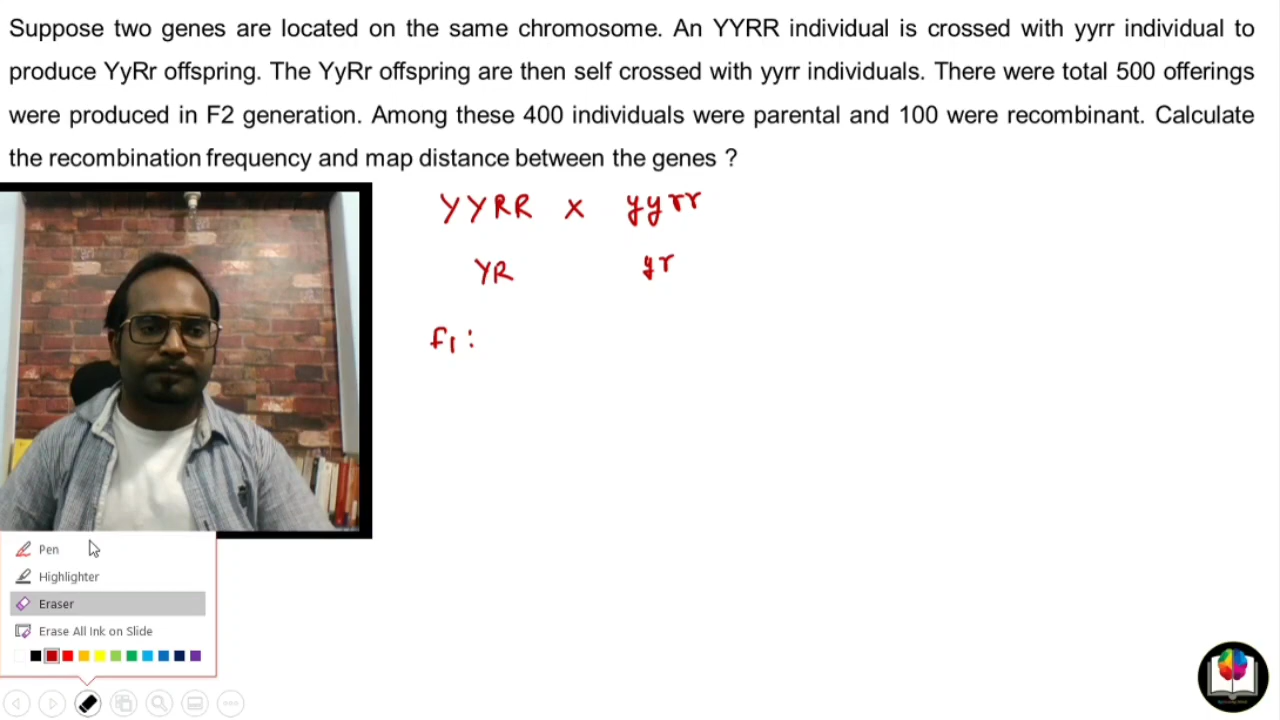 Suppose two genes are located on the same chromosome. An YYRR individual is crossed with yyrr individual to
produce YyRr offspring. The YyRr offspring are then self crossed with yyrr individuals. There were total 500 offerings
were produced in F2 generation. Among these 400 individuals were parental and 100 were recombinant. Calculate
the recombination frequency and map distance between the genes ?
YYRR x yyrr
YR yr
F1 :
Pen
Highlighter
Eraser
Erase All Ink on Slide